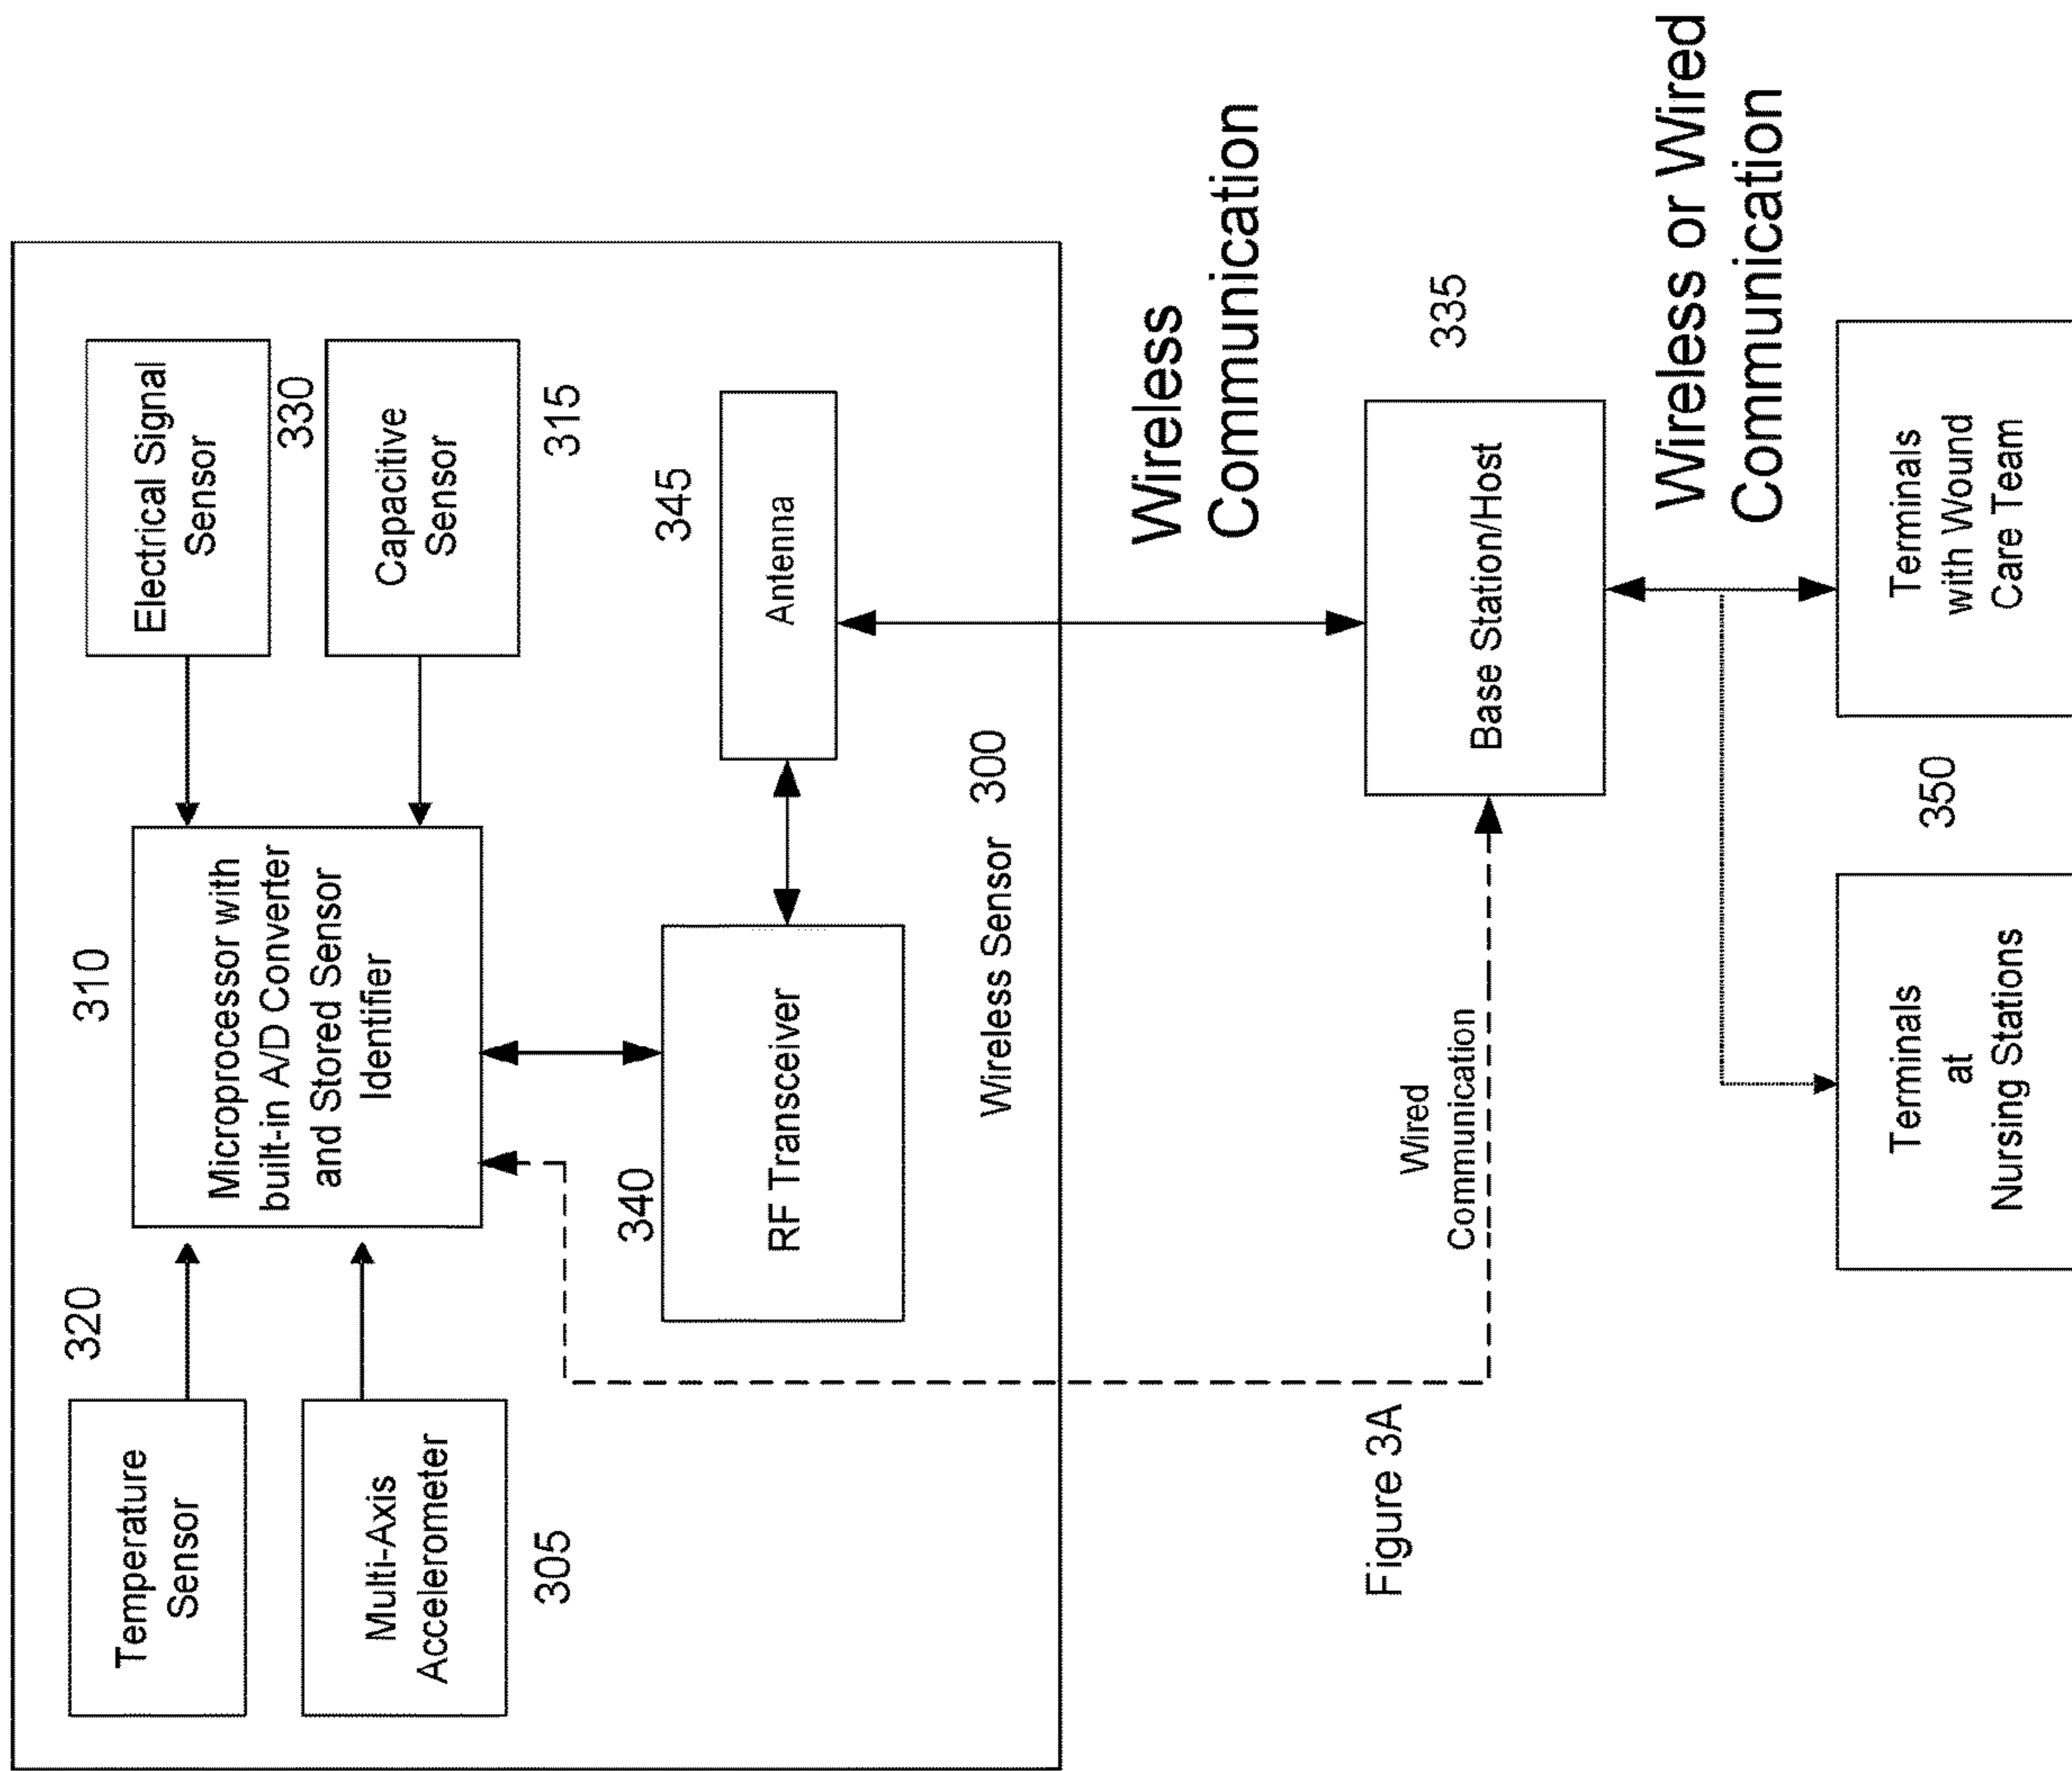 320
310
Temperature
Sensor
Microprocessor with
built-in A/D Converter
and Stored Sensor
Identifier
Electrical Signal
Sensor
330
Multi-Axis
Accelerometer
305
Capacitive
Sensor
315
340
RF Transceiver
345
Antenna
Wireless Sensor 300
Wireless
Communication
Figure 3A
Wired
Communication
335
Base Station/Host
Wireless or Wired
Communication
Terminals
at
Nursing Stations
350
Terminals
with Wound
Care Team